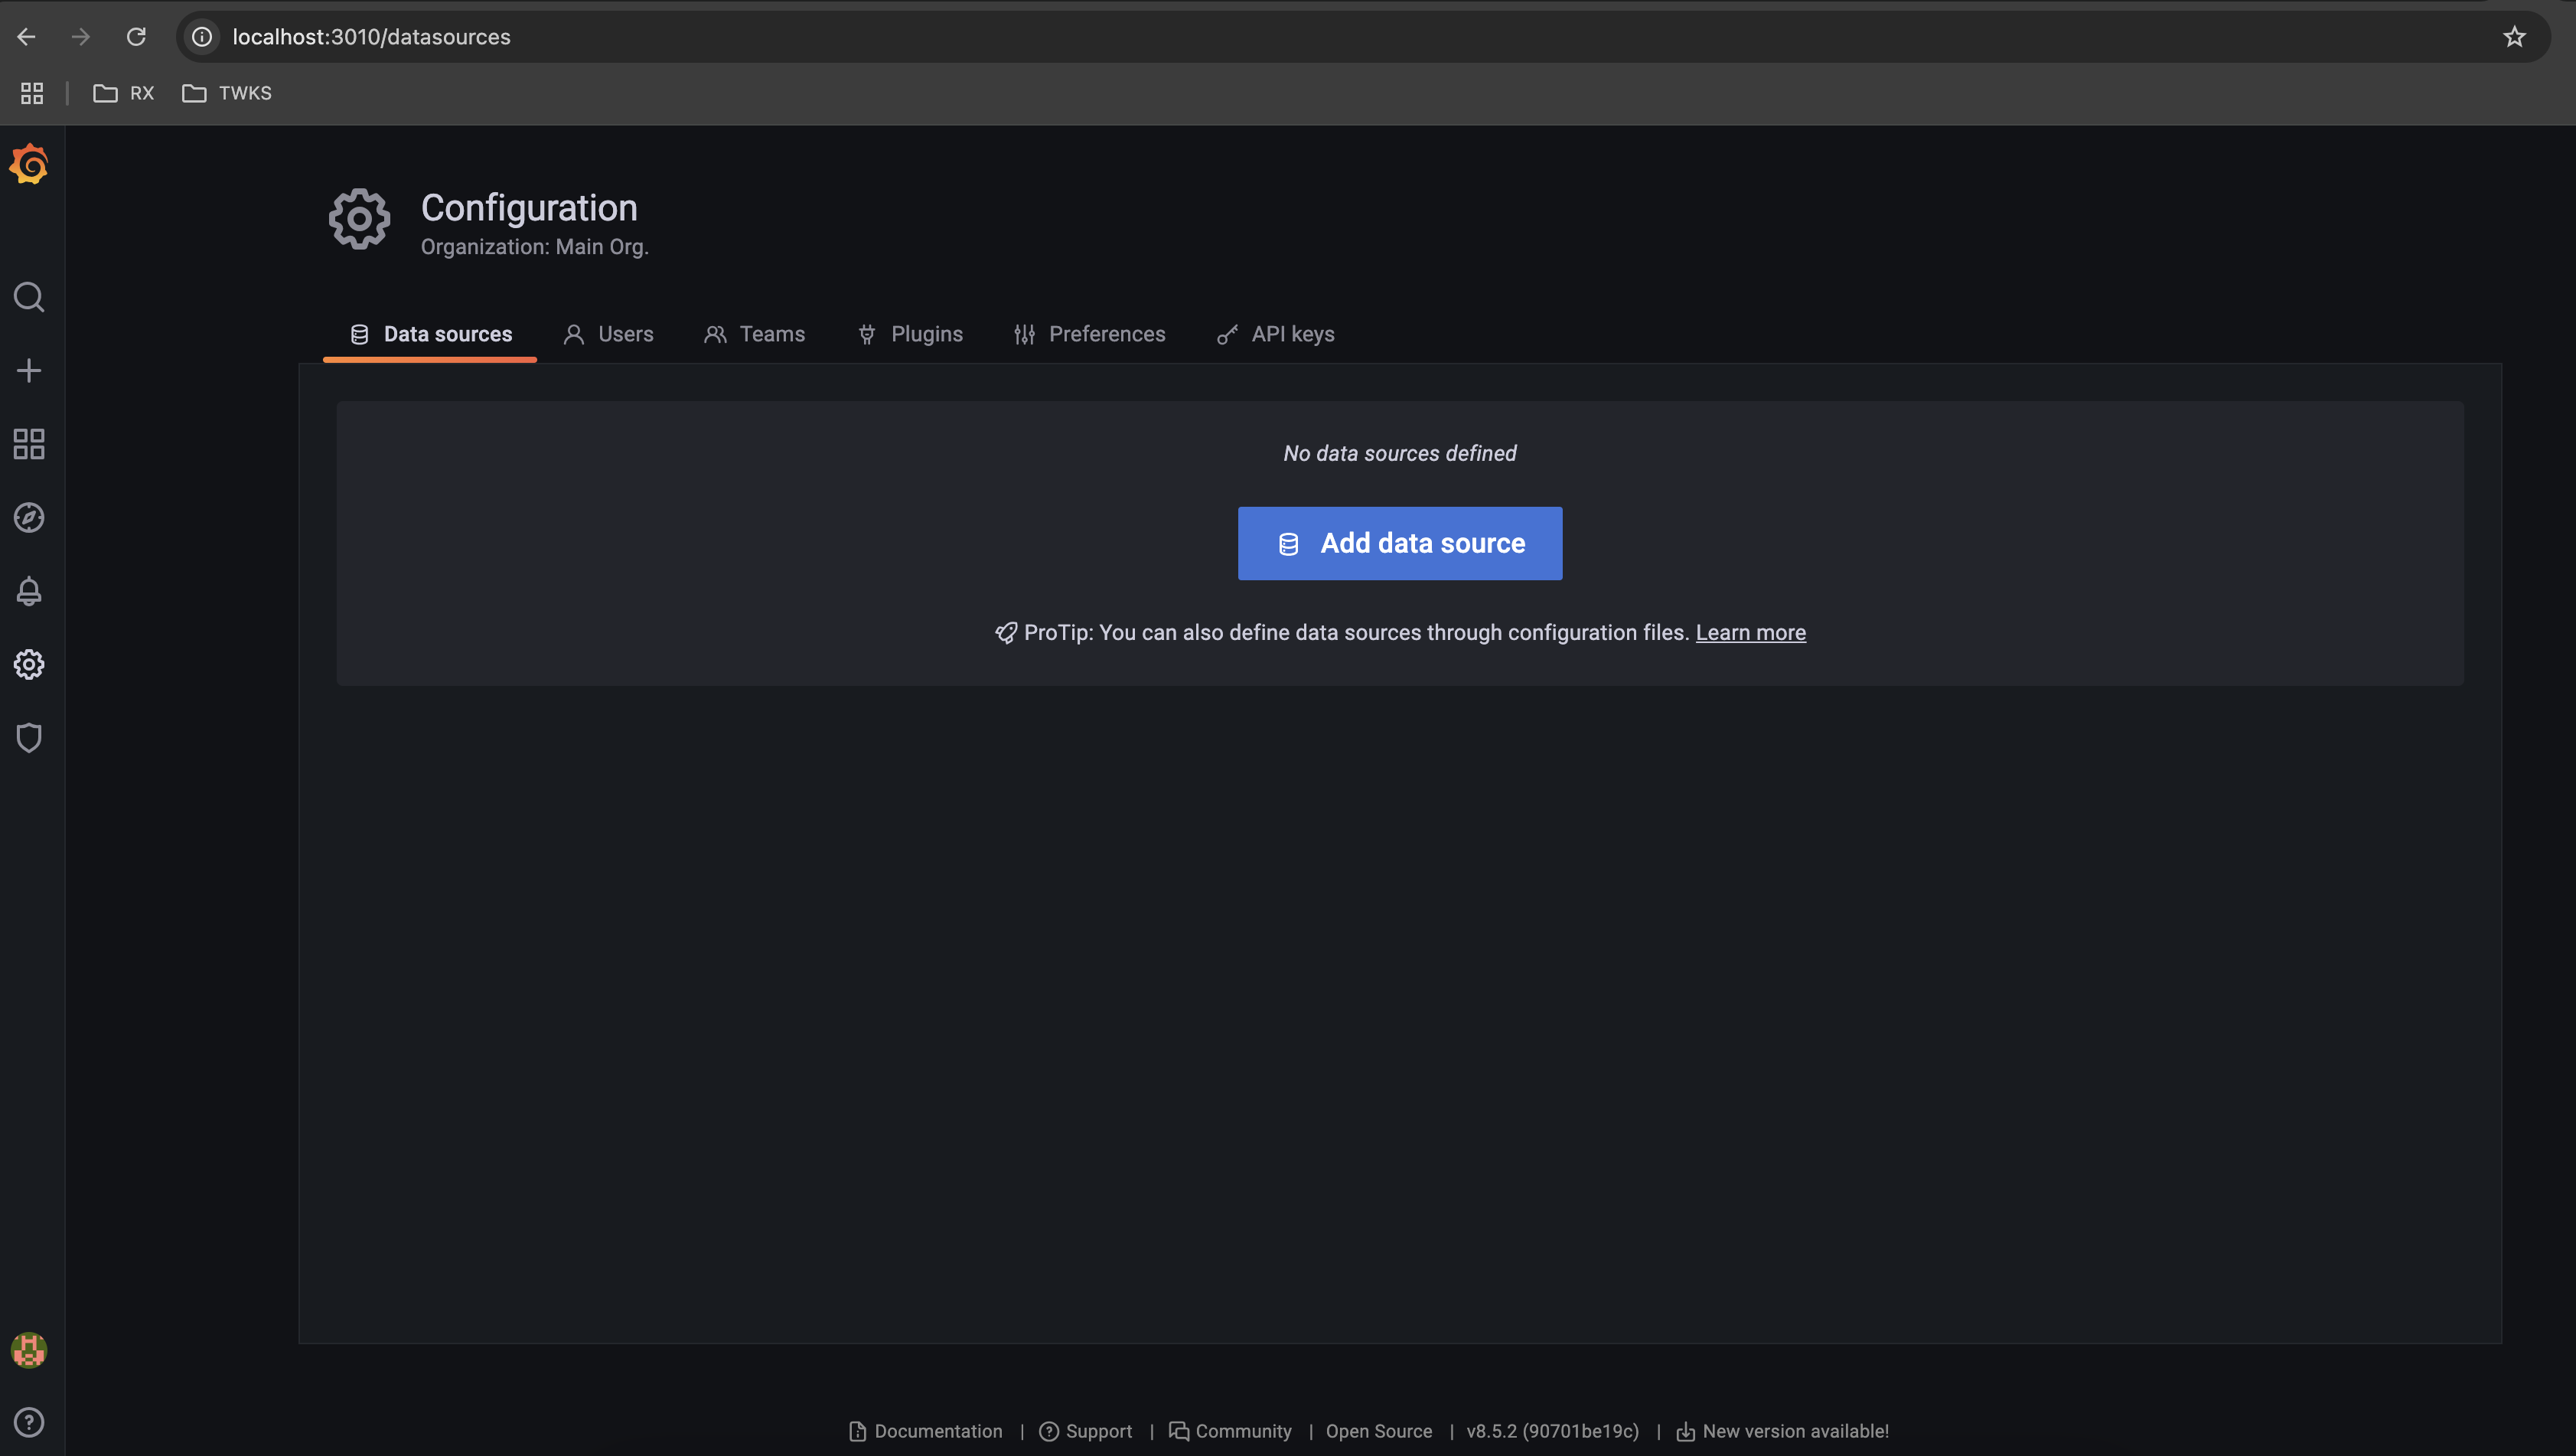 localhost:3010/datasources
RX TWKS
Configuration
Organization: Main Org.
Data sources Users Teams Plugins Preferences API keys
No data sources defined
Add data source
ProTip: You can also define data sources through configuration files. Learn more
Documentation | Support | Community | Open Source | v8.5.2 (90701be19c) | New version available!